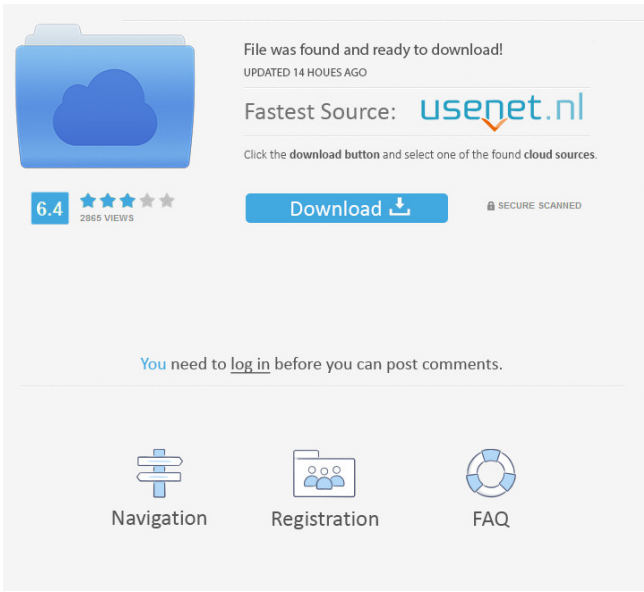 File was found and ready to download!
UPDATED 14 HOUES AGO
Fastest Source: usenet.nl
Click the download button and select one of the found cloud sources.
6.4
2865 VIEWS
Download
SECURE SCANNED
You need to log in before you can post comments.
Navigation
Registration
FAQ